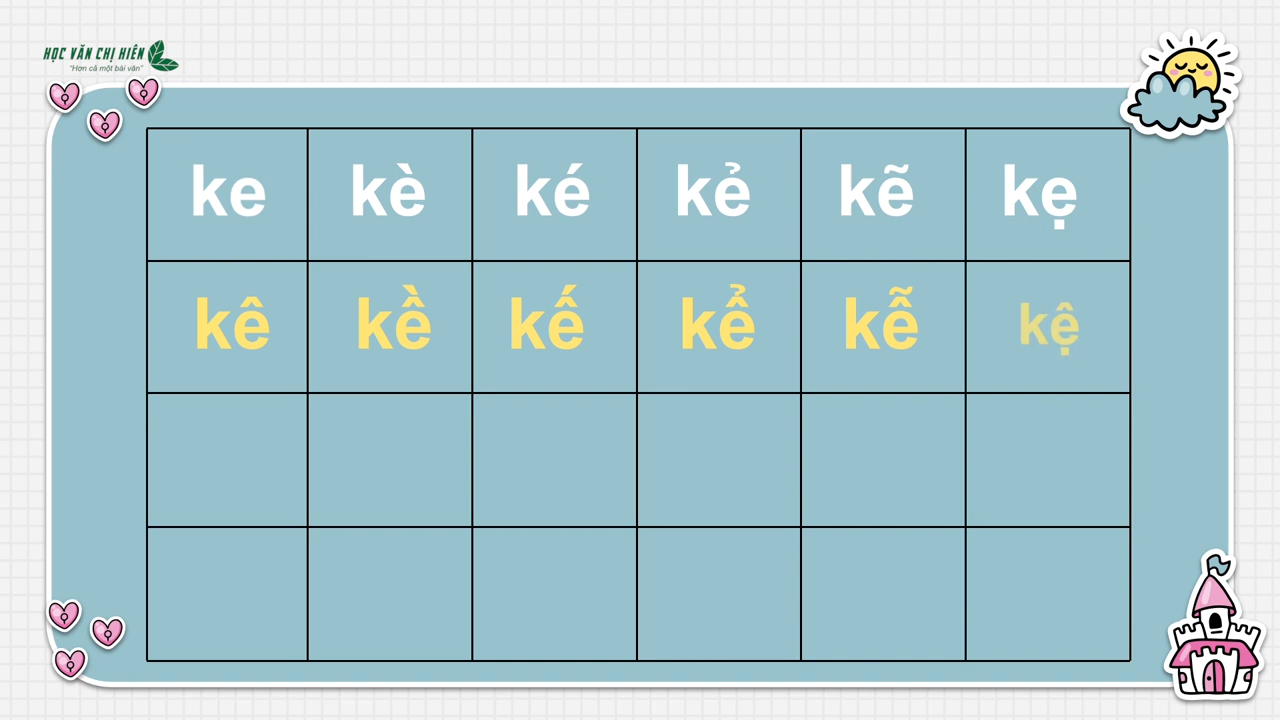 HỌC VĂN CHỊ HIÊN
"Hơn cả một bài văn"
ke kè ké kẻ kẽ kẹ
kê kề kế kể kễ kệ